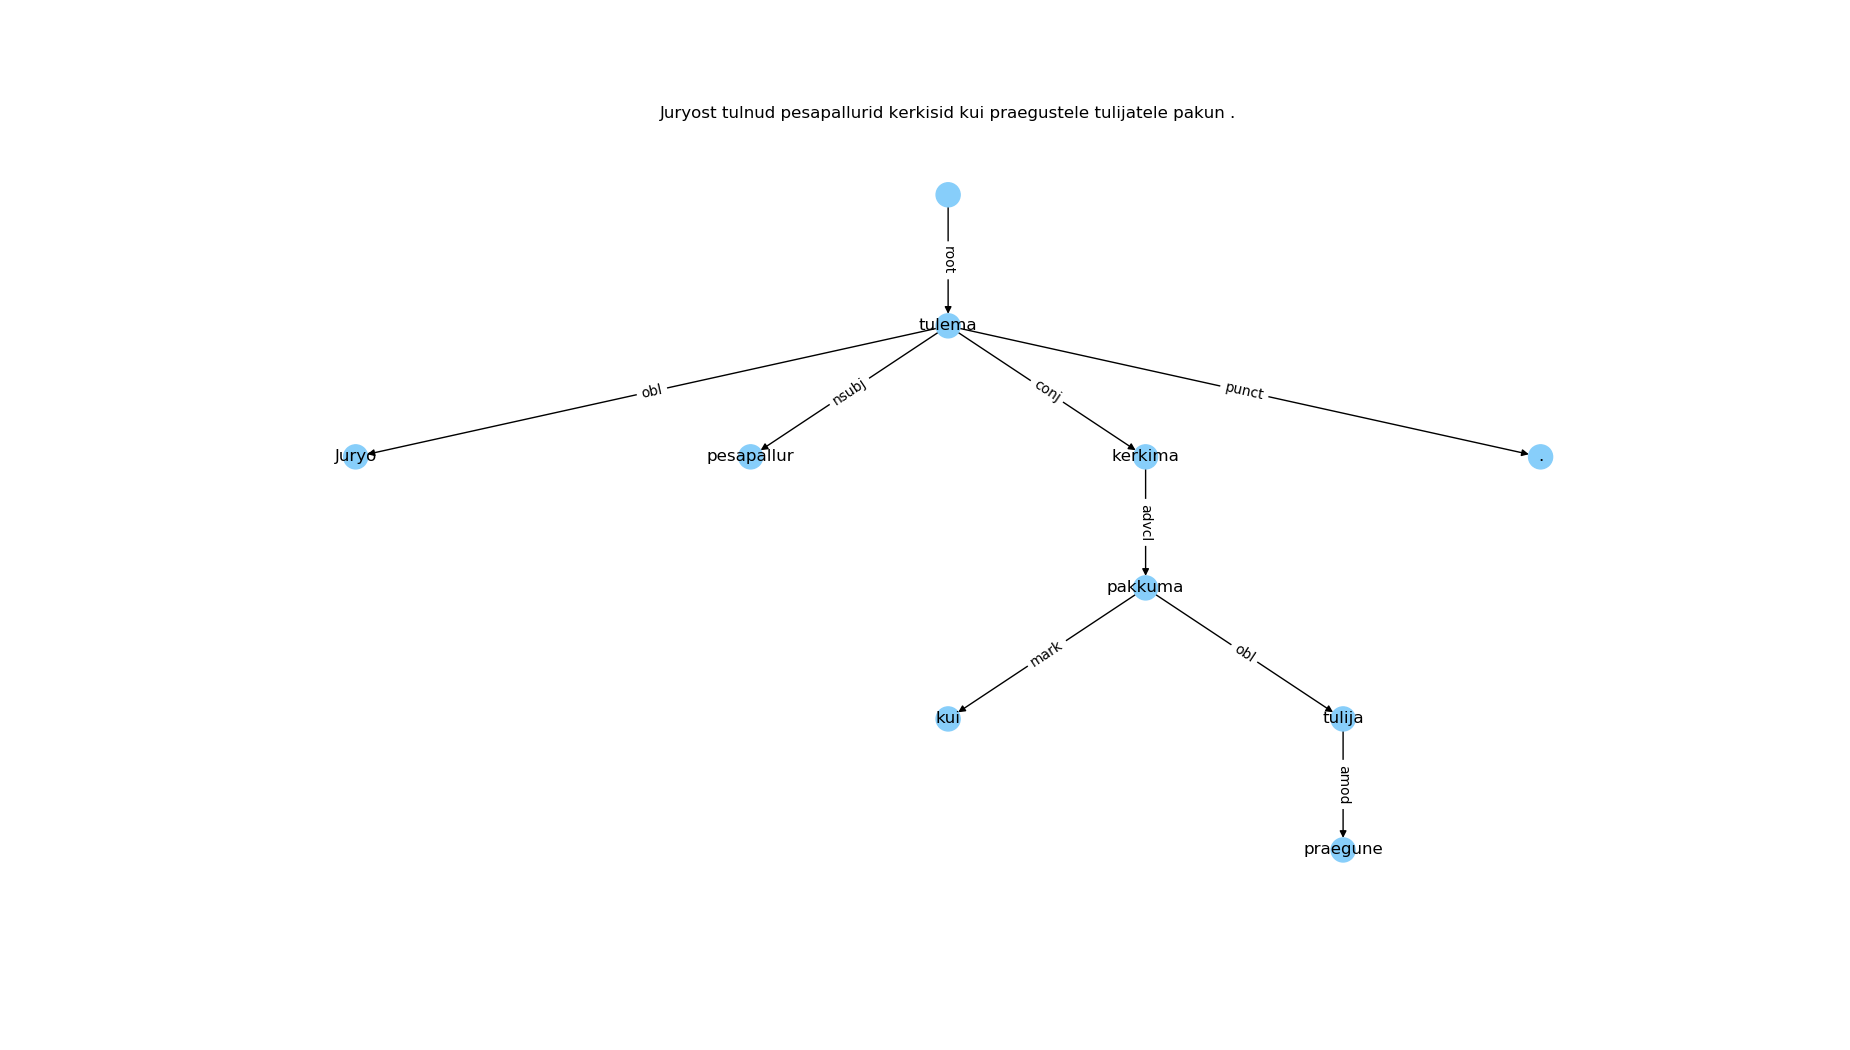 Juryost tulnud pesapallurid kerkisid kui praegustele tulijatele pakun .
root
tulema
obl
nsubj
conj
punct
Juryo
pesapallur
kerkima
.
advcl
pakkuma
mark
obl
kui
tulija
amod
praegune